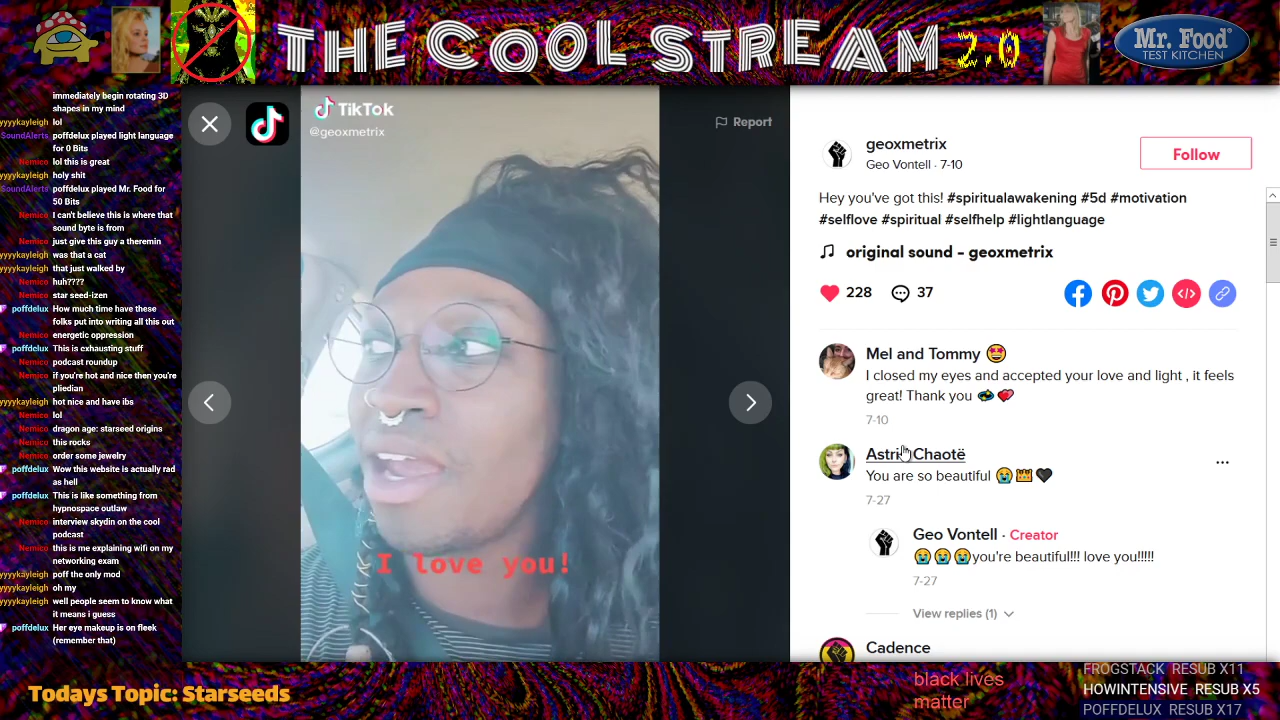 THE COOL STREAM 2.0
Mr. Food
TEST KITCHEN
immediately begin rotating 3D
shapes in my mind
yyyykayleigh lol
SoundAlerts poffdelux played light language
for 0 Bits
Nemico lol this is great
yyyykayleigh holy shit
SoundAlerts poffdelux played Mr. Food for
50 Bits
Nemico I can't believe this is where that
sound byte is from
Nemico just give this guy a theremin
yyyykayleigh was that a cat
yyyykayleigh that just walked by
Nemico huh????
Nemico star seed-izen
poffdelux How much time have these
folks put into writing all this out
Nemico energetic oppression
poffdelux This is exhausting stuff
Nemico podcast roundup
Nemico if you're hot and nice then you're
pliedian
yyyykayleigh hot nice and have ibs
Nemico lol
Nemico dragon age: starseed origins
Nemico this rocks
Nemico order some jewelry
poffdelux Wow this website is actually rad
as hell
poffdelux This is like something from
hypnospace outlaw
Nemico interview skydin on the cool
podcast
Nemico this is me explaining wifi on my
networking exam
yyyykayleigh poff the only mod
yyyykayleigh oh my
yyyykayleigh well people seem to know what
it means i guess
poffdelux Her eye makeup is on fleek
(remember that)
TikTok
@geoxmetrix
Report
I love you!
geoxmetrix
Geo Vontell · 7-10
Follow
Hey you've got this! #spiritualawakening #5d #motivation
#selflove #spiritual #selfhelp #lightlanguage
original sound - geoxmetrix
228 37
Mel and Tommy 😍
I closed my eyes and accepted your love and light , it feels
great! Thank you
7-10
Astri Chaotë
You are so beautiful 😭👑🖤
7-27
Geo Vontell · Creator
😭😭😭you're beautiful!!! love you!!!!!
7-27
View replies (1)
Cadence
Todays Topic: Starseeds
black lives
matter
FROGSTACK RESUB X11
HOWINTENSIVE RESUB X5
POFFDELUX RESUB X17